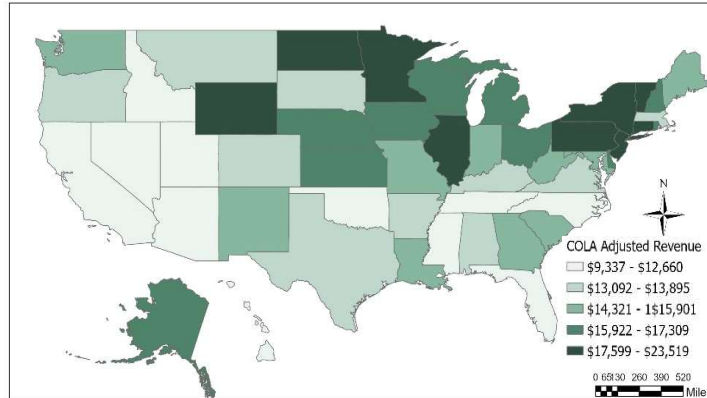 N
COLA Adjusted Revenue
$9,337 - $12,660
$13,092 - $13,895
$14,321 - 1$15,901
$15,922 - $17,309
$17,599 - $23,519
0 65130 260 390 520
Mile